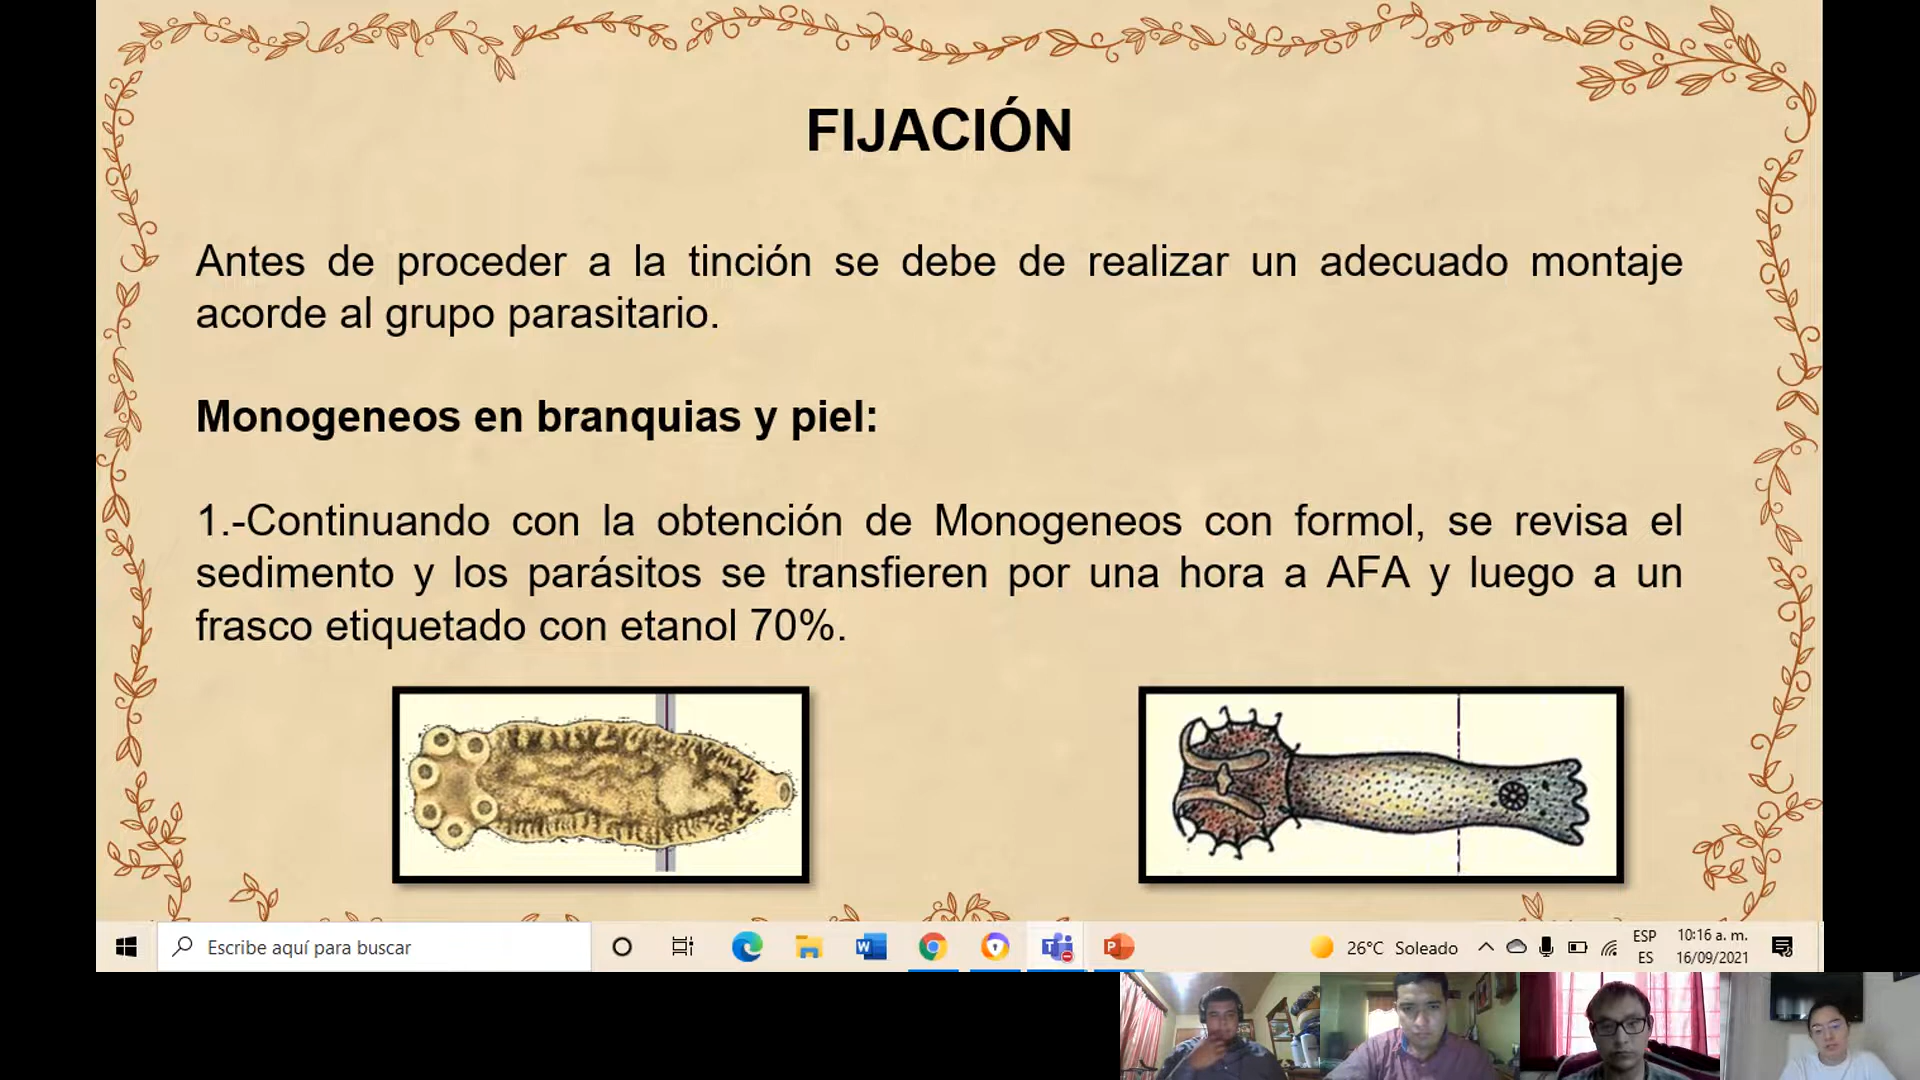 FIJACIÓN
Antes de proceder a la tinción se debe de realizar un adecuado montaje
acorde al grupo parasitario.
Monogeneos en branquias y piel:
1.-Continuando con la obtención de Monogeneos con formol, se revisa el
sedimento y los parásitos se transfieren por una hora a AFA y luego a un
frasco etiquetado con etanol 70%.
Escribe aquí para buscar
26°C Soleado
ESP
ES
10:16 a. m.
16/09/2021